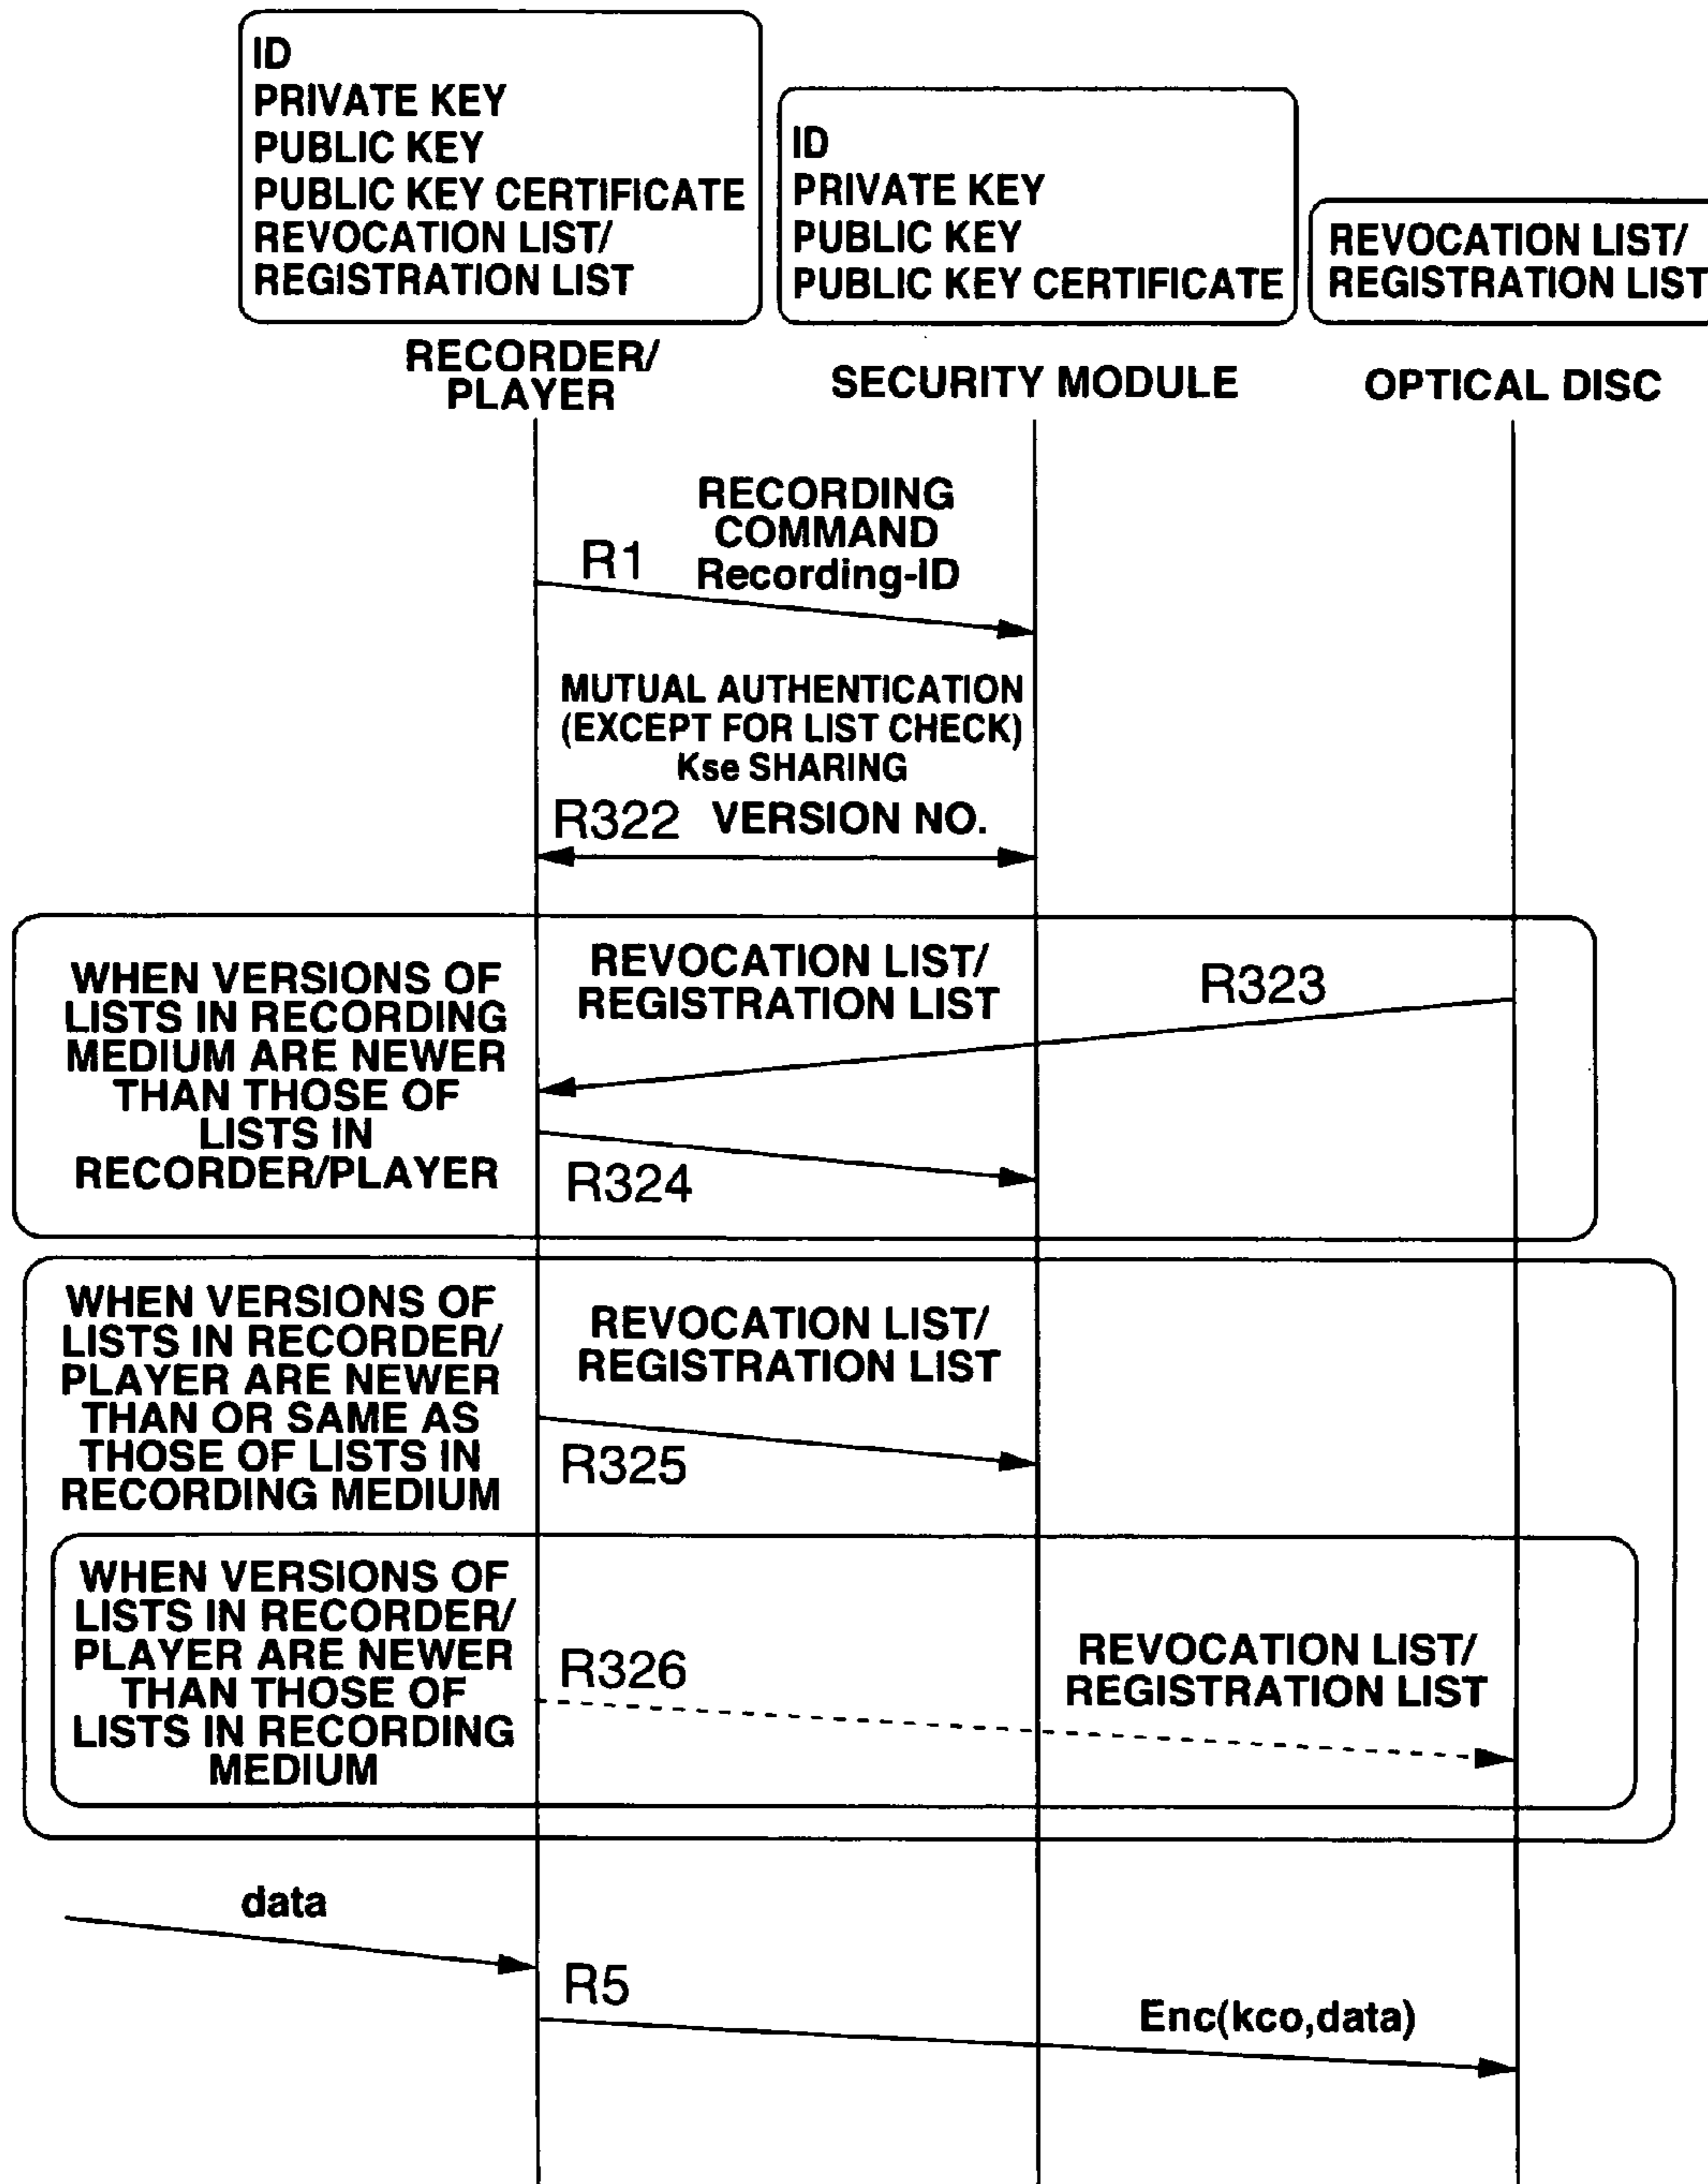 ID
PRIVATE KEY
PUBLIC KEY
PUBLIC KEY CERTIFICATE
REVOCATION LIST/
REGISTRATION LIST
ID
PRIVATE KEY
PUBLIC KEY
PUBLIC KEY CERTIFICATE
REVOCATION LIST/
REGISTRATION LIST
RECORDER/
PLAYER
SECURITY MODULE
OPTICAL DISC
RECORDING
COMMAND
R1
Recording-ID
MUTUAL AUTHENTICATION
(EXCEPT FOR LIST CHECK)
Kse SHARING
R322 VERSION NO.
WHEN VERSIONS OF
LISTS IN RECORDING
MEDIUM ARE NEWER
THAN THOSE OF
LISTS IN
RECORDER/PLAYER
REVOCATION LIST/
REGISTRATION LIST
R323
R324
WHEN VERSIONS OF
LISTS IN RECORDER/
PLAYER ARE NEWER
THAN OR SAME AS
THOSE OF LISTS IN
RECORDING MEDIUM
REVOCATION LIST/
REGISTRATION LIST
R325
WHEN VERSIONS OF
LISTS IN RECORDER/
PLAYER ARE NEWER
THAN THOSE OF
LISTS IN RECORDING
MEDIUM
R326
REVOCATION LIST/
REGISTRATION LIST
data
R5
Enc(kco,data)